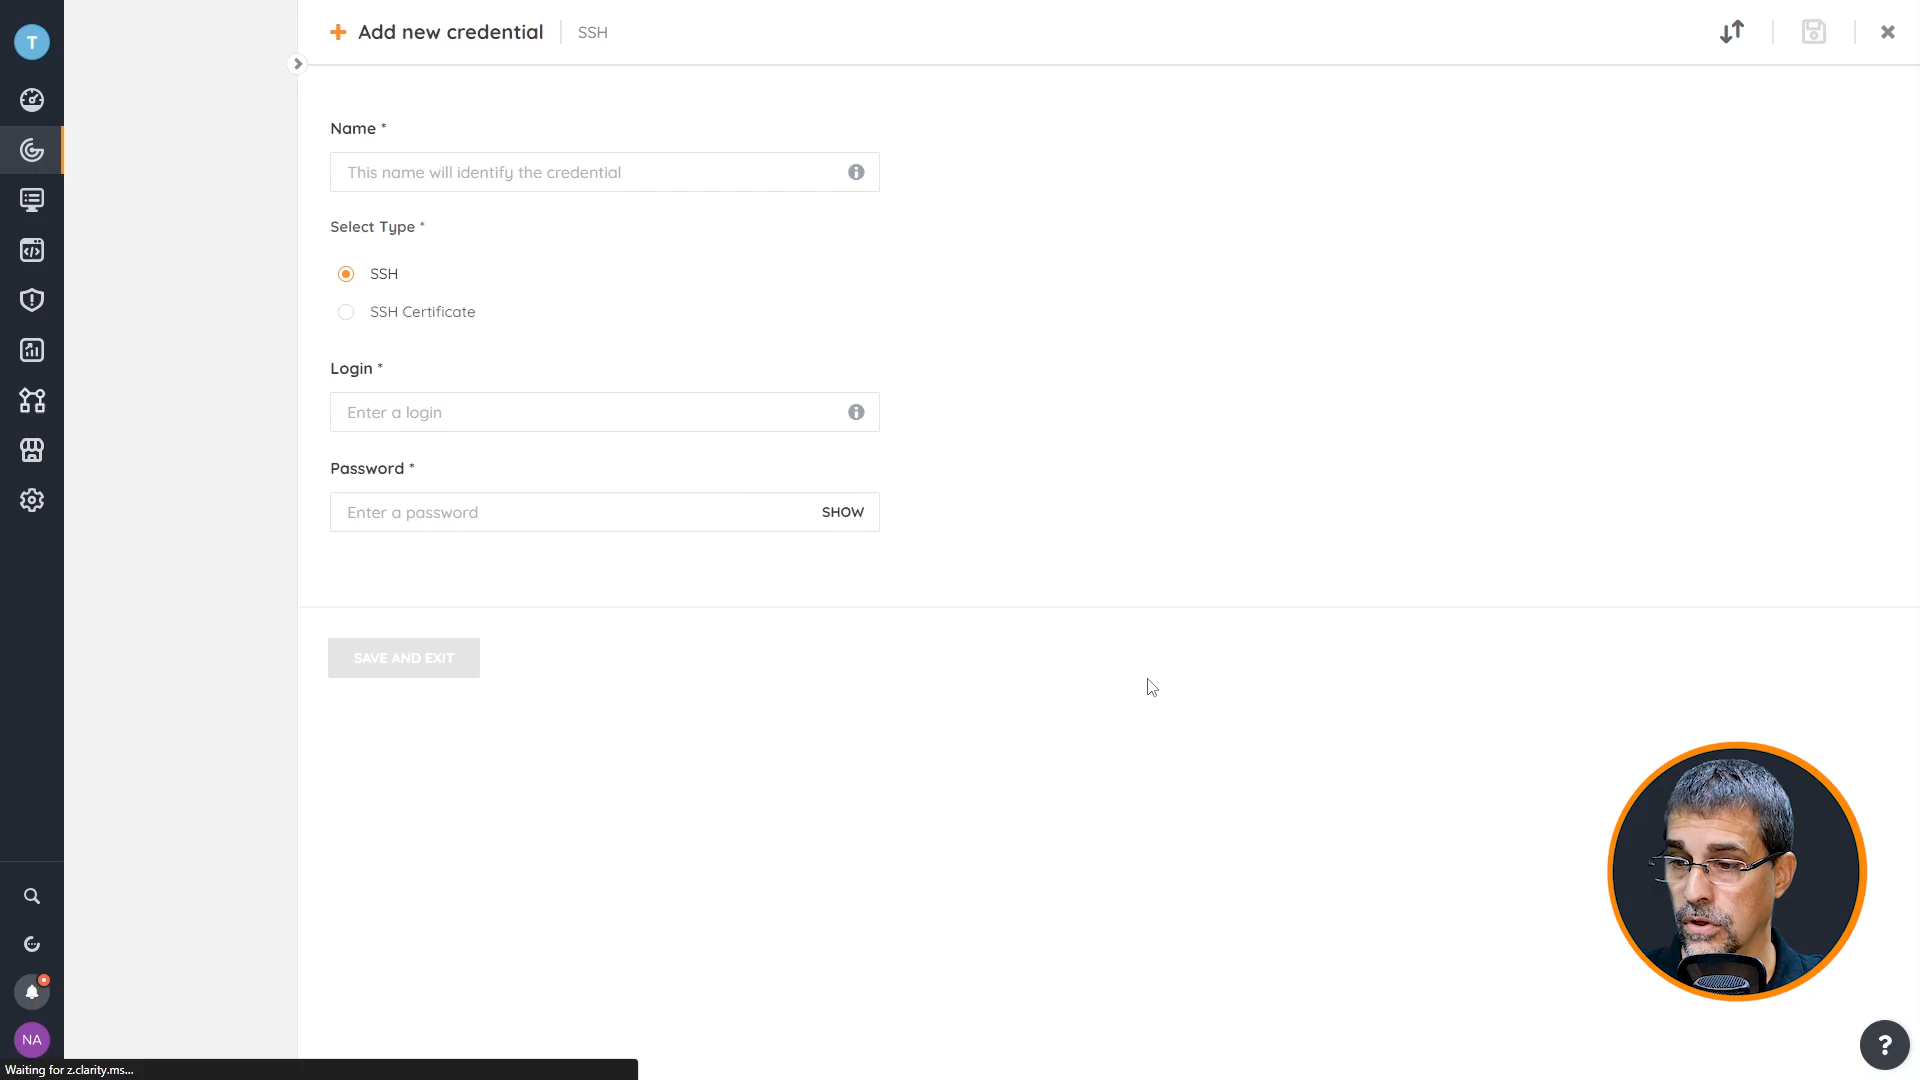 T
Add new credential
SSH
Name *
This name will identify the credential
Select Type *
SSH
SSH Certificate
Login *
Enter a login
Password *
Enter a password
SHOW
SAVE AND EXIT
NA
Waiting for z.clarity.ms...
?